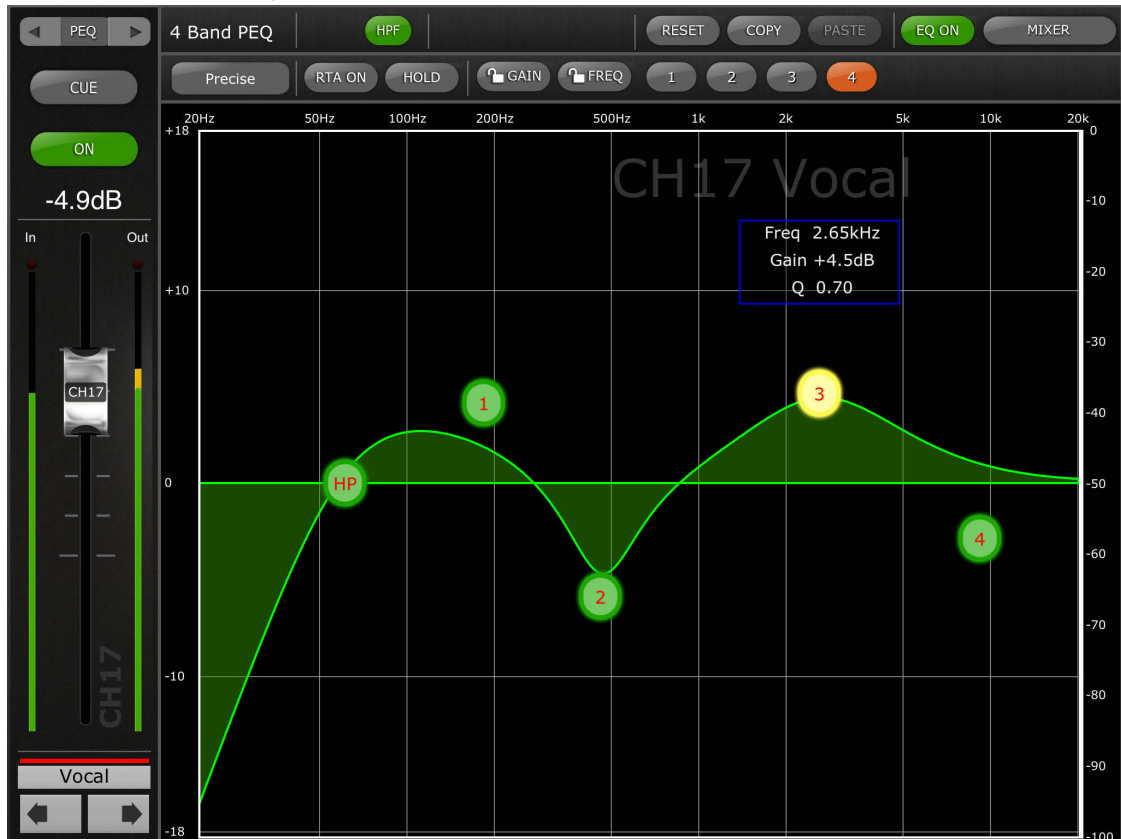 PEQ
4 Band PEQ
HPF
RESET COPY PASTE
EQ ON
MIXER
CUE
Precise
RTA ON HOLD
GAIN FREQ
1 2 3 4
ON
-4.9dB
In Out
CH17
CH17
Vocal
20Hz 50Hz 100Hz 200Hz 500Hz 1k 2k 5k 10k 20k
+18
+10
0
-10
-18
0
-10
-20
-30
-40
-50
-60
-70
-80
-90
-100
CH17 Vocal
Freq 2.65kHz
Gain +4.5dB
Q 0.70
1
3
HP
4
2